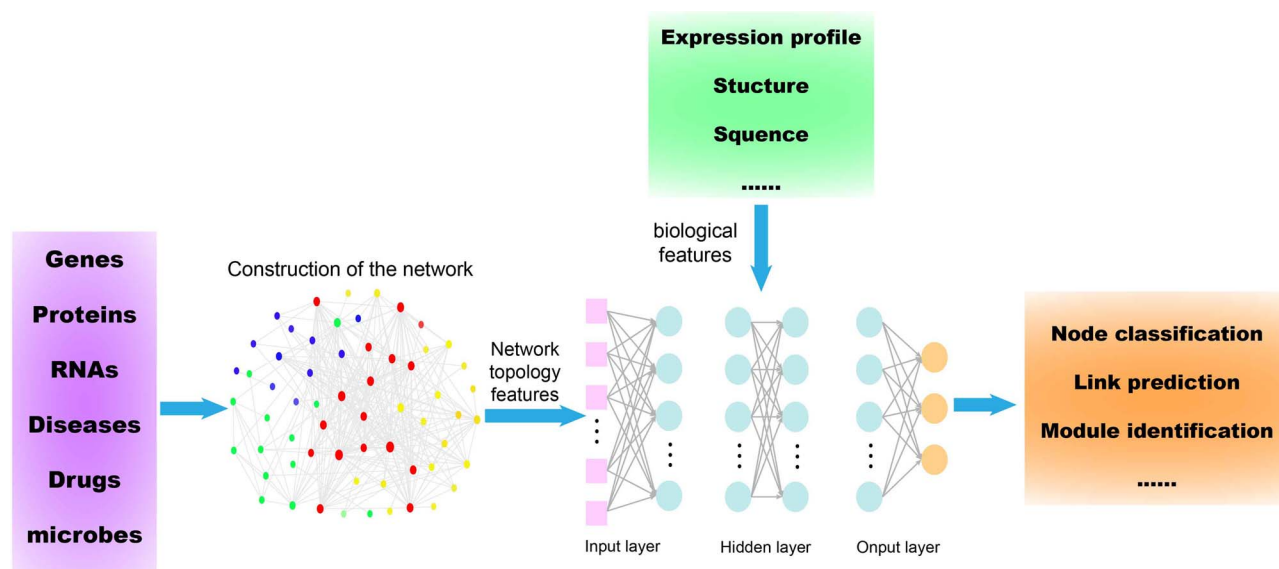 Genes
Proteins
RNAs
Diseases
Drugs
microbes
Construction of the network
Network
topology
features
Expression profile
Stucture
Squence
......
biological
features
Input layer
Hidden layer
Onput layer
Node classification
Link prediction
Module identification
......